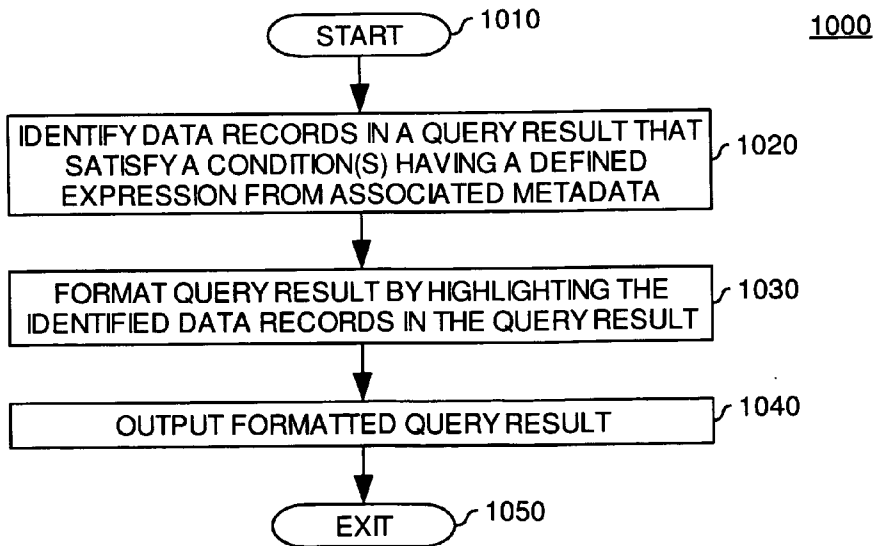 START
1010
1000
IDENTIFY DATA RECORDS IN A QUERY RESULT THAT
SATISFY A CONDITION(S) HAVING A DEFINED
EXPRESSION FROM ASSOCIATED METADATA
1020
FORMAT QUERY RESULT BY HIGHLIGHTING THE
IDENTIFIED DATA RECORDS IN THE QUERY RESULT
1030
OUTPUT FORMATTED QUERY RESULT
1040
EXIT
1050